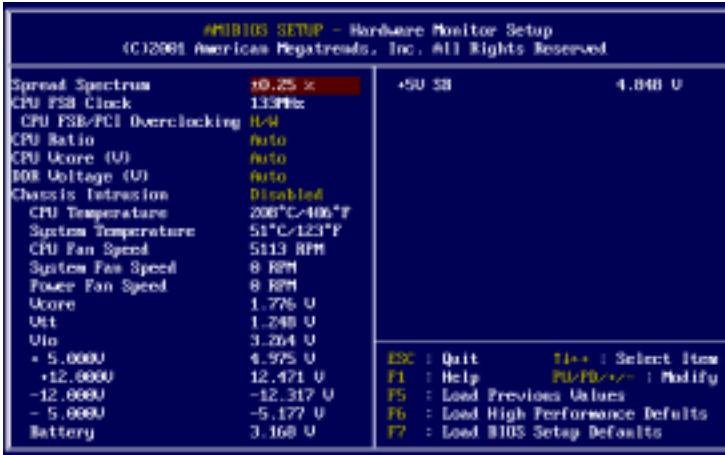 AMIBIOS SETUP - Hardware Monitor Setup
(C)2001 American Megatrends, Inc. All Rights Reserved
Spread Spectrum ±0.25 %
CPU FSB Clock 133MHz
CPU FSB/PCI Overclocking H/W
CPU Ratio Auto
CPU Vcore (V) Auto
DDR Voltage (V) Auto
Chassis Intrusion Disabled
CPU Temperature 208°C/406°F
System Temperature 51°C/123°F
CPU Fan Speed 5113 RPM
System Fan Speed 0 RPM
Power Fan Speed 0 RPM
Vcore 1.776 V
Vtt 1.248 V
Vio 3.264 V
+ 5.000V 4.975 V
+12.000V 12.471 V
-12.000V -12.317 V
- 5.000V -5.177 V
Battery 3.168 V
+5V SB 4.848 V
ESC : Quit : Select Item
F1 : Help PU/PD/+/- : Modify
F5 : Load Previous Values
F6 : Load High Performance Defults
F7 : Load BIOS Setup Defaults